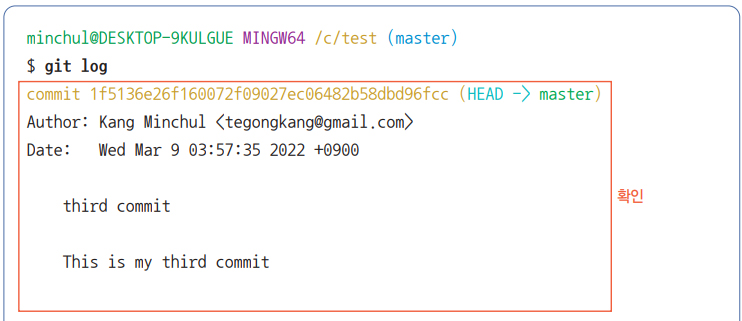 minchul@DESKTOP-9KULGUE MINGW64 /c/test (master)
$ git log
commit 1f5136e26f160072f09027ec06482b58dbd96fcc (HEAD -> master)
Author: Kang Minchul <tegongkang@gmail.com>
Date:   Wed Mar 9 03:57:35 2022 +0900
third commit
확인
This is my third commit